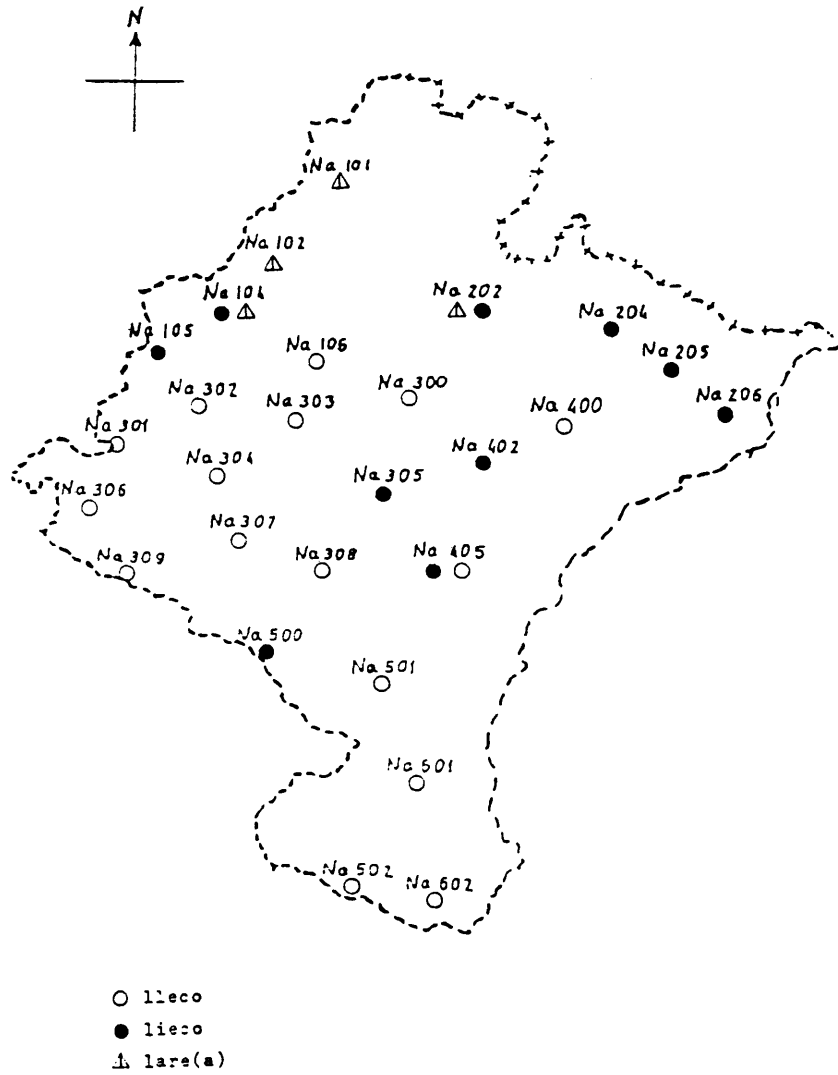 N
Na 101
Na 102
Na 104
Na 202
Na 204
Na 105
Na 106
Na 205
Na 302
Na 303
Na 300
Na 400
Na 206
Na 301
Na 304
Na 305
Na 402
Na 306
Na 307
Na 308
Na 405
Na 309
Na 500
Na 501
Na 601
Na 502
Na 602
lleco
lieco
lare(a)